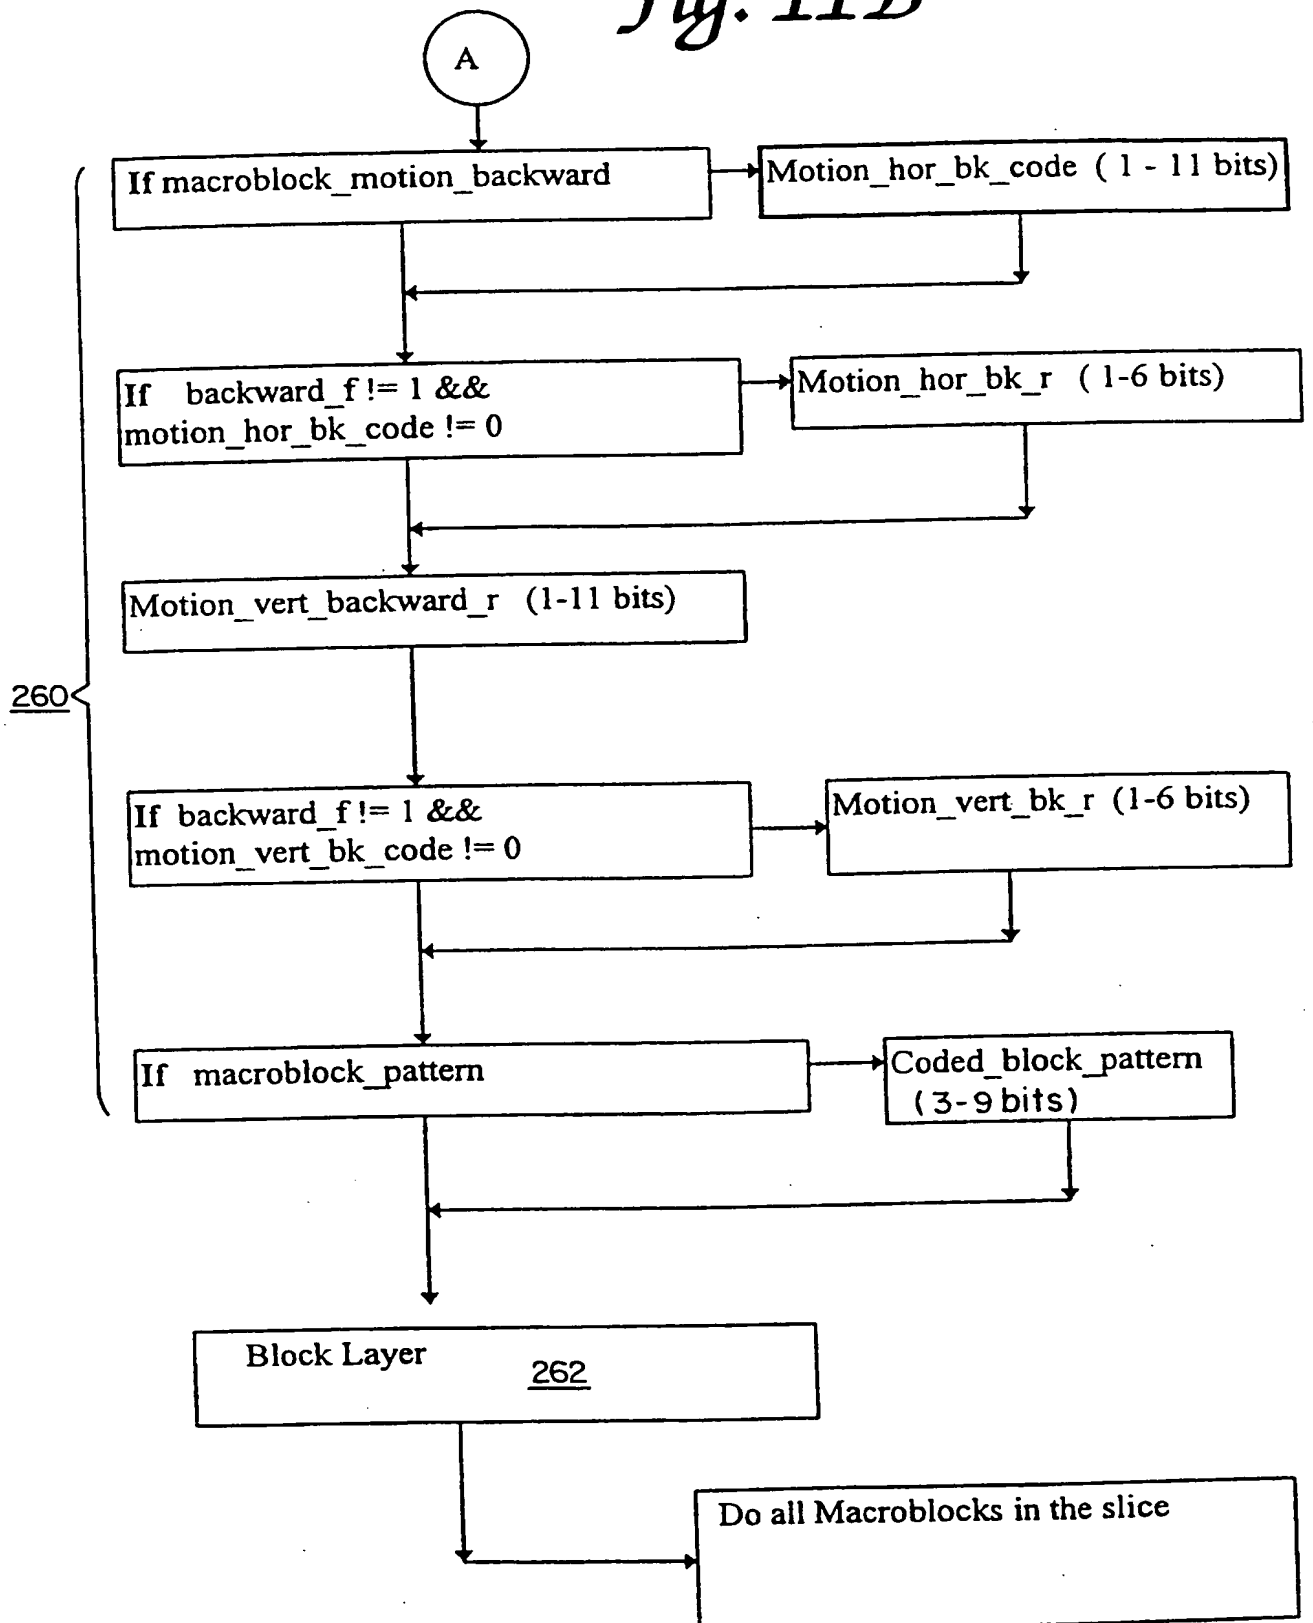 Fig. 11B
A
If macroblock_motion_backward
Motion_hor_bk_code ( 1 - 11 bits)
If backward_f != 1 &&
motion_hor_bk_code != 0
Motion_hor_bk_r ( 1-6 bits)
Motion_vert_backward_r (1-11 bits)
260
If backward_f != 1 &&
motion_vert_bk_code != 0
Motion_vert_bk_r (1-6 bits)
If macroblock_pattern
Coded_block_pattern
(3-9 bits)
Block Layer
262
Do all Macroblocks in the slice